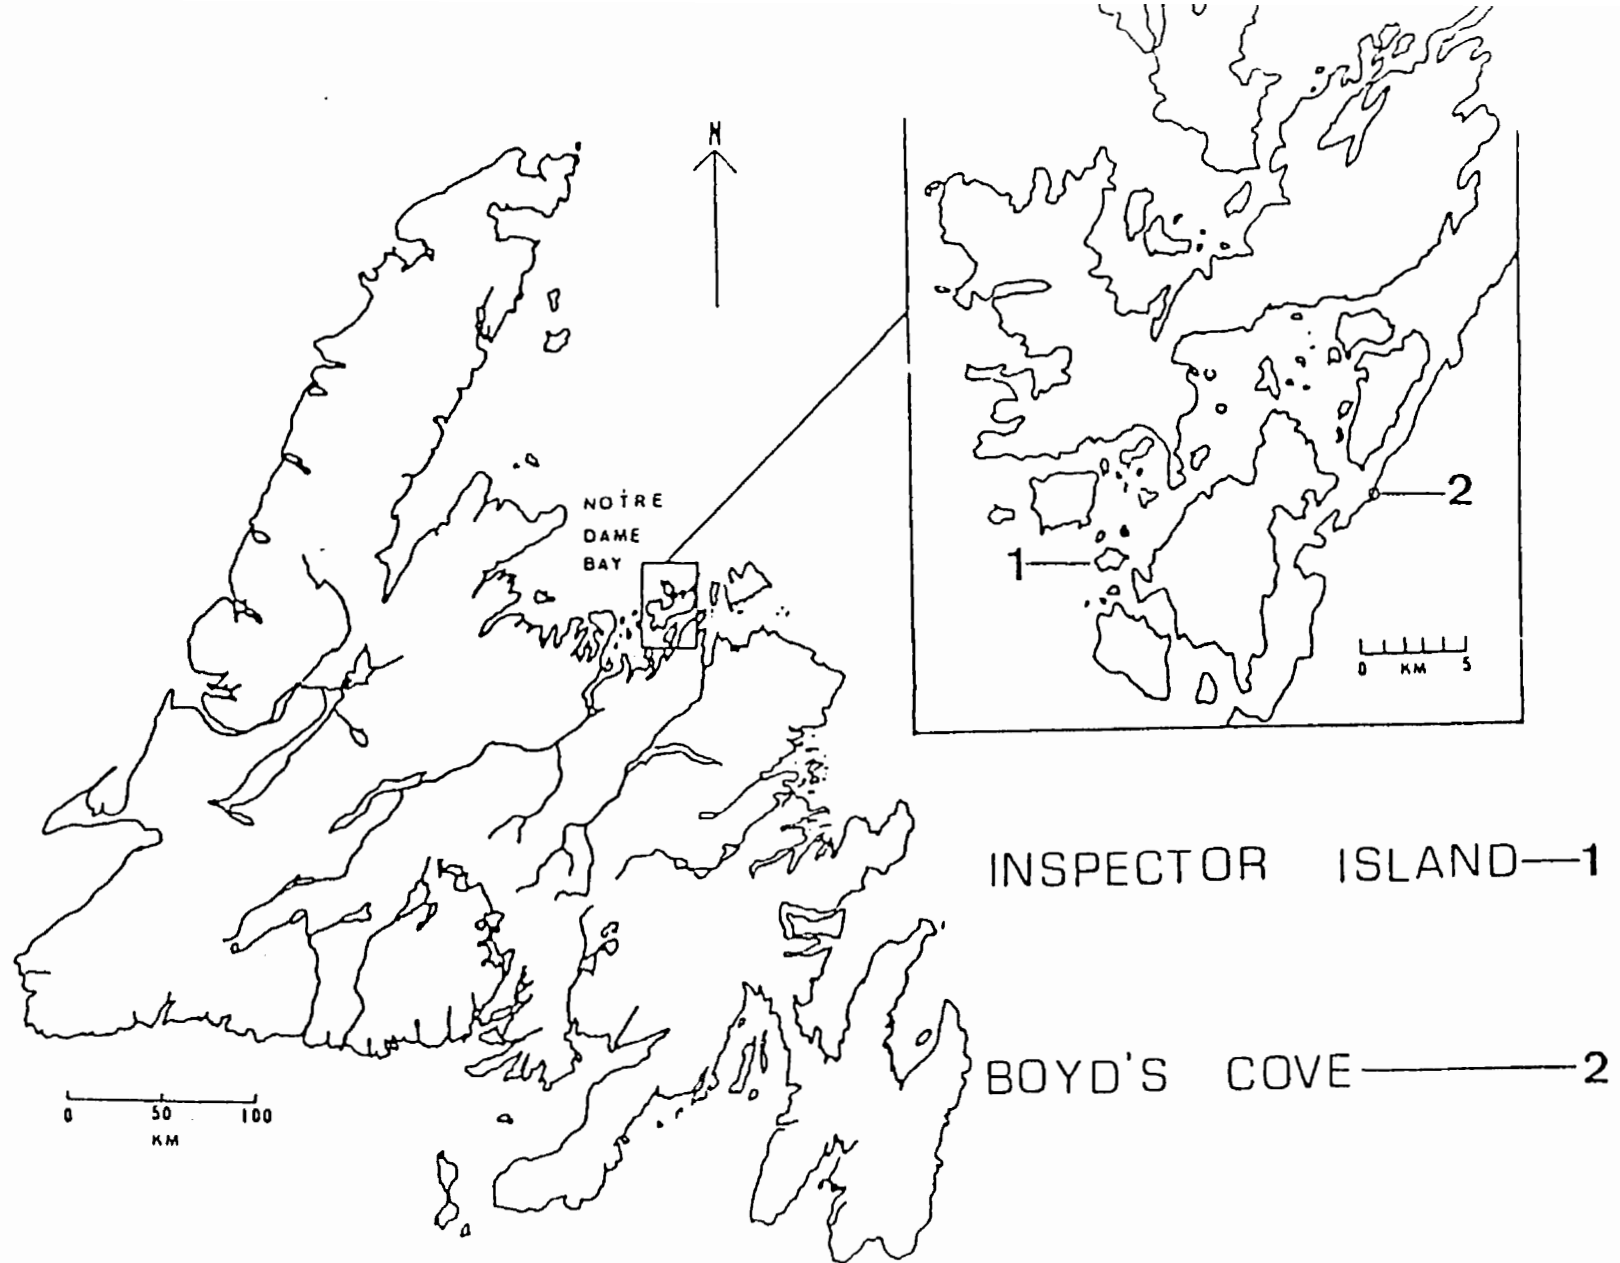 N
NOTRE
DAME
BAY
1
2
0 KM 5
INSPECTOR ISLAND—1
BOYD'S COVE—2
0 50 100
KM